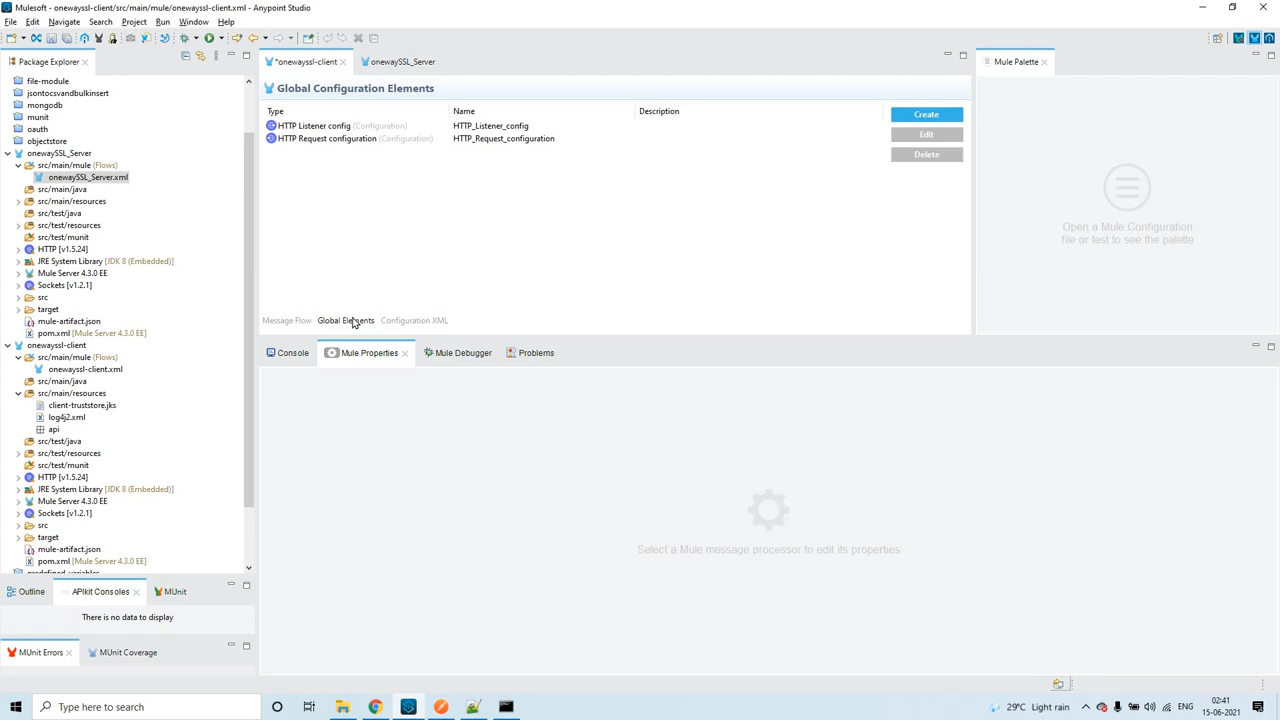 Mulesoft - onewayssl-client/src/main/mule/onewayssl-client.xml - Anypoint Studio
File Edit Navigate Search Project Run Window Help
Package Explorer
*onewayssl-client
onewaySSL_Server
Mule Palette
file-module
jsontocsvandbulkinsert
mongodb
munit
oauth
objectstore
onewaySSL_Server
src/main/mule (Flows)
onewaySSL_Server.xml
src/main/java
src/main/resources
src/test/java
src/test/resources
src/test/munit
HTTP [v1.5.24]
JRE System Library [JDK 8 (Embedded)]
Mule Server 4.3.0 EE
Sockets [v1.2.1]
src
target
mule-artifact.json
pom.xml [Mule Server 4.3.0 EE]
onewayssl-client
src/main/mule (Flows)
onewayssl-client.xml
src/main/java
src/main/resources
client-truststore.jks
log4j2.xml
api
src/test/java
src/test/resources
src/test/munit
HTTP [v1.5.24]
JRE System Library [JDK 8 (Embedded)]
Mule Server 4.3.0 EE
Sockets [v1.2.1]
src
target
mule-artifact.json
pom.xml [Mule Server 4.3.0 EE]
predefined_variables
Global Configuration Elements
Type Name Description
HTTP Listener config (Configuration) HTTP_Listener_config
HTTP Request configuration (Configuration) HTTP_Request_configuration
Create
Edit
Delete
Open a Mule Configuration
file or test to see the palette
Message Flow Global Elements Configuration XML
Console Mule Properties Mule Debugger Problems
Select a Mule message processor to edit its properties
Outline APIkit Consoles MUnit
There is no data to display
MUnit Errors MUnit Coverage
Type here to search
29°C Light rain
ENG
02:41
15-06-2021